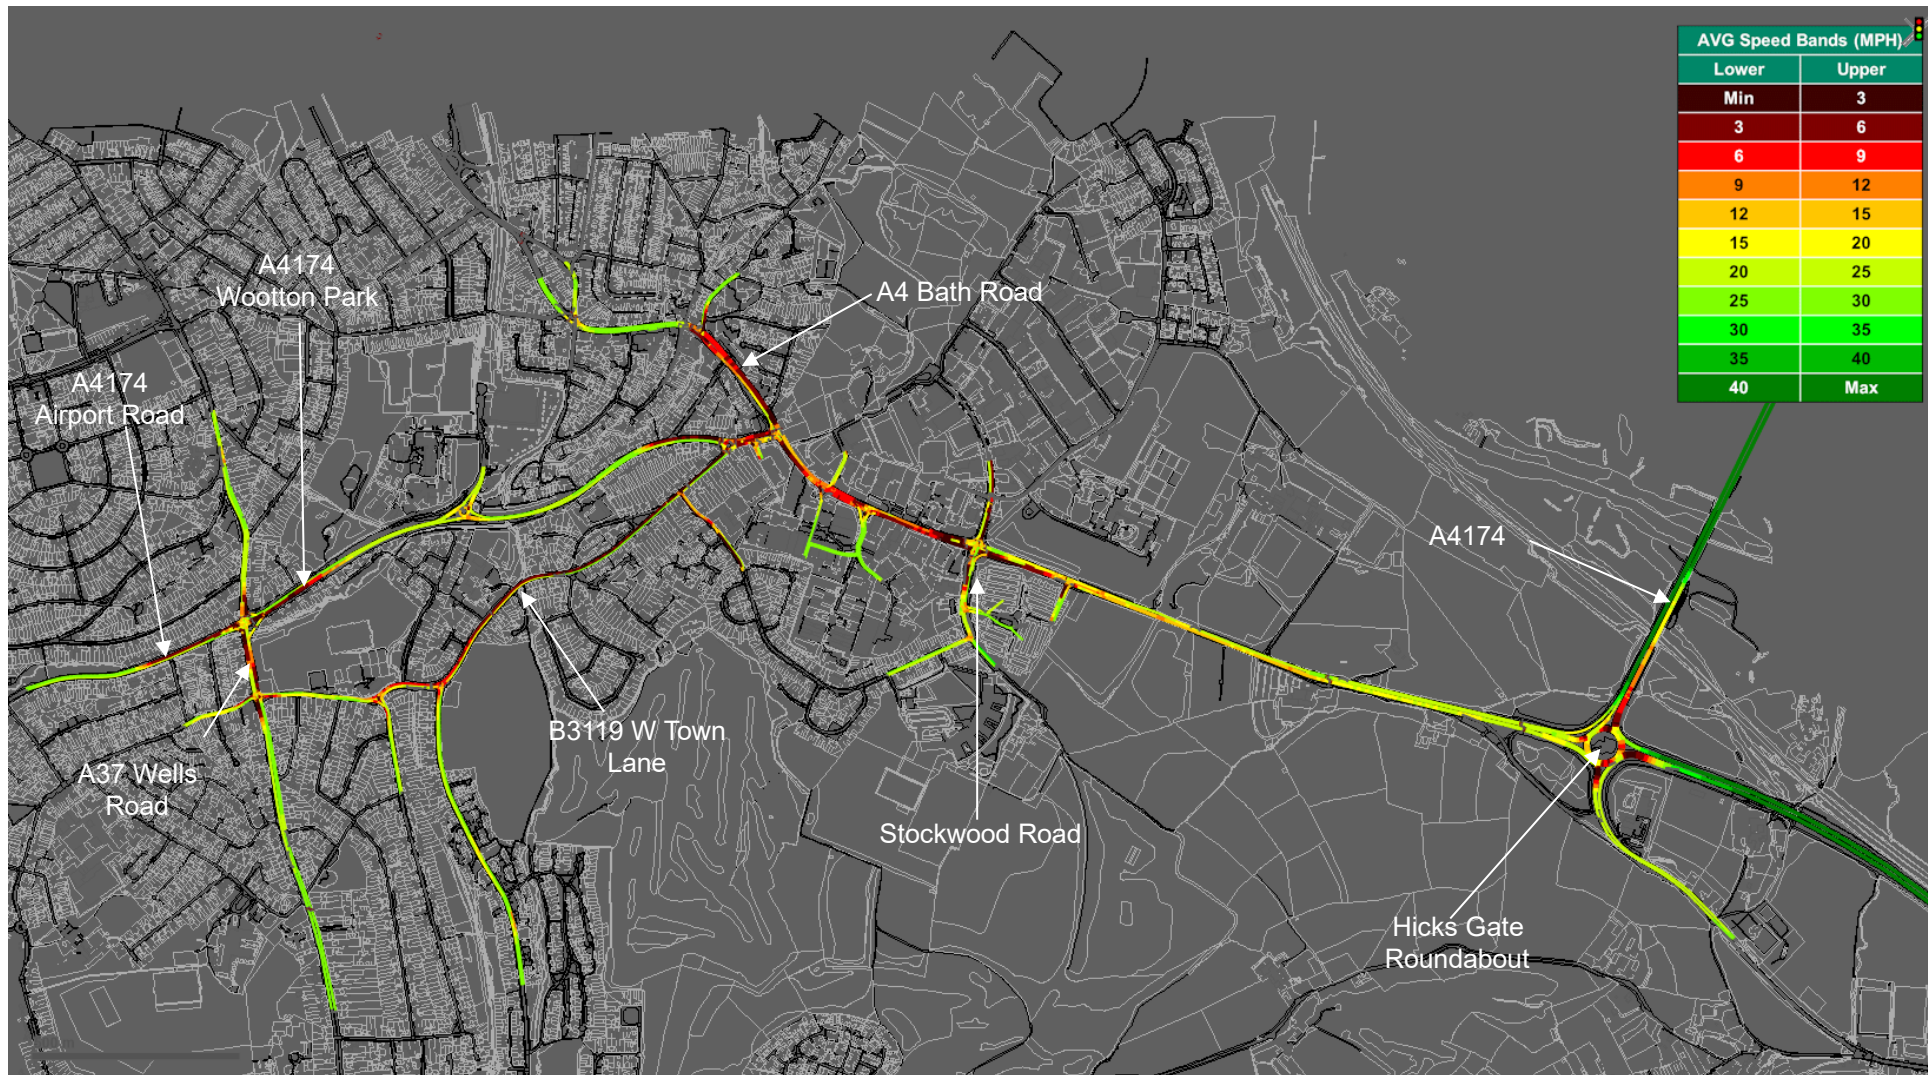 AVG Speed Bands (MPH)
Lower Upper
Min 3
3 6
6 9
9 12
12 15
15 20
20 25
25 30
30 35
35 40
40 Max
A4174
Wootton Park
A4 Bath Road
A4174
Airport Road
A4174
B3119 W Town
Lane
A37 Wells
Road
Stockwood Road
Hicks Gate
Roundabout